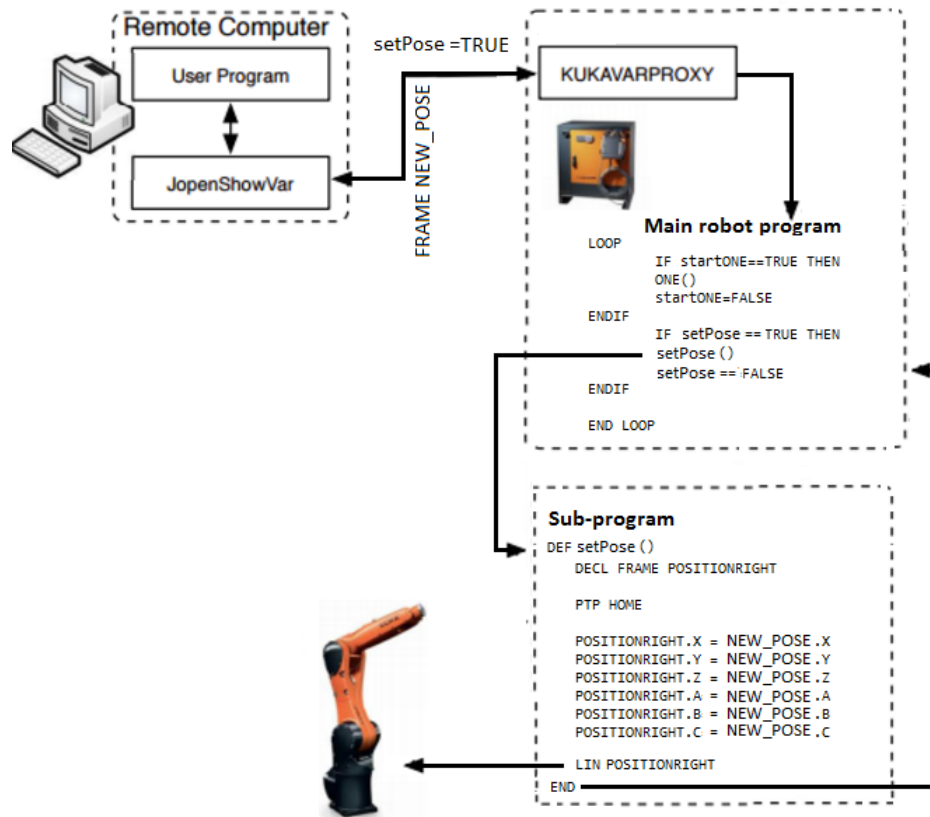 Remote Computer
User Program
JopenShowVar
setPose =TRUE
FRAME NEW_POSE
KUKAVARPROXY
Main robot program
LOOP
IF startONE==TRUE THEN
ONE()
startONE=FALSE
ENDIF
IF setPose == TRUE THEN
setPose ()
setPose == FALSE
ENDIF
END LOOP
Sub-program
DEF setPose ()
DECL FRAME POSITIONRIGHT
PTP HOME
POSITIONRIGHT.X = NEW_POSE.X
POSITIONRIGHT.Y = NEW_POSE.Y
POSITIONRIGHT.Z = NEW_POSE.Z
POSITIONRIGHT.A = NEW_POSE.A
POSITIONRIGHT.B = NEW_POSE.B
POSITIONRIGHT.C = NEW_POSE.C
LIN POSITIONRIGHT
END